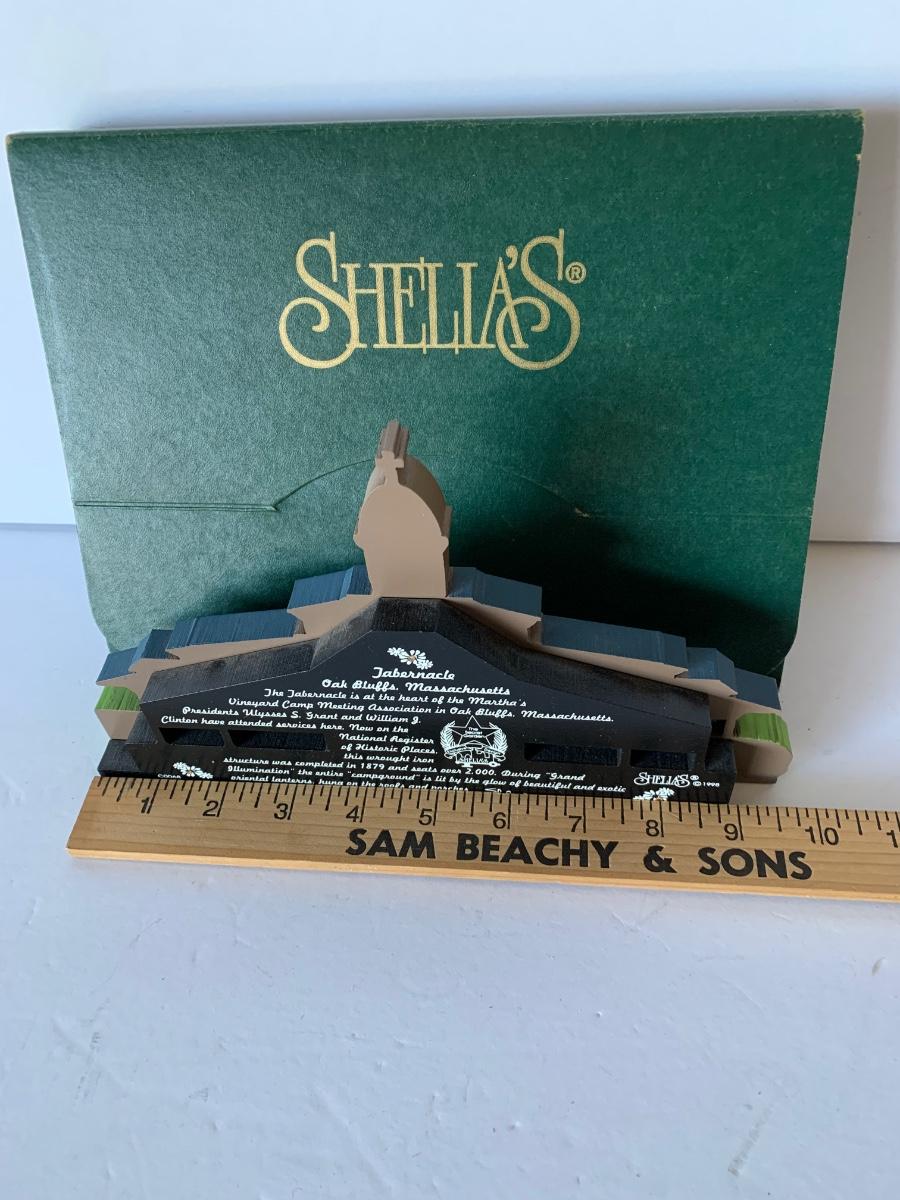 SHELIA'S®
Tabernacle
Oak Bluffs, Massachusetts
The Tabernacle is at the heart of the Martha's
Vineyard Camp Meeting Association in Oak Bluffs, Massachusetts.
Presidents Ulysses S. Grant and William J.
Clinton have attended services here. Now on the
National Register
of Historic Places,
this wrought iron
structure was completed in 1879 and seats over 2,000. During "Grand
Illumination" the entire "campground" is lit by the glow of beautiful and exotic
oriental lanterns hung on the roofs and porches.
The
Secret
Garden
SHELIA'S
SHELIA'S © 1998
1 2 3 4 5 6 7 8 9 10
SAM BEACHY & SONS